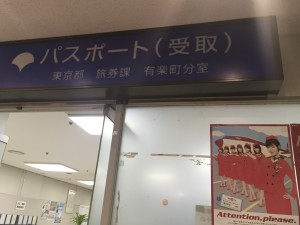 パスポート(受取)
東京都 旅券課 有楽町分室
Attention,please.